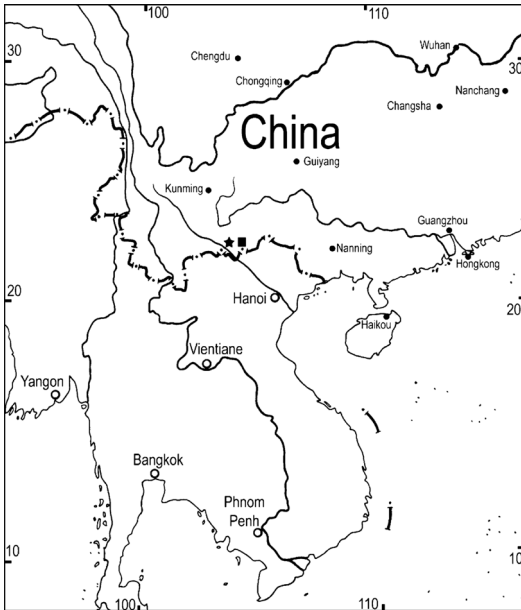 100
110
Wuhan
30
30
Chengdu
Chongqing
Nanchang
Changsha
China
Guiyang
Kunming
Guangzhou
Nanning
Hongkong
Hanoi
20
20
Haikou
Vientiane
Yangon
Bangkok
Phnom
Penh
10
10
100
110